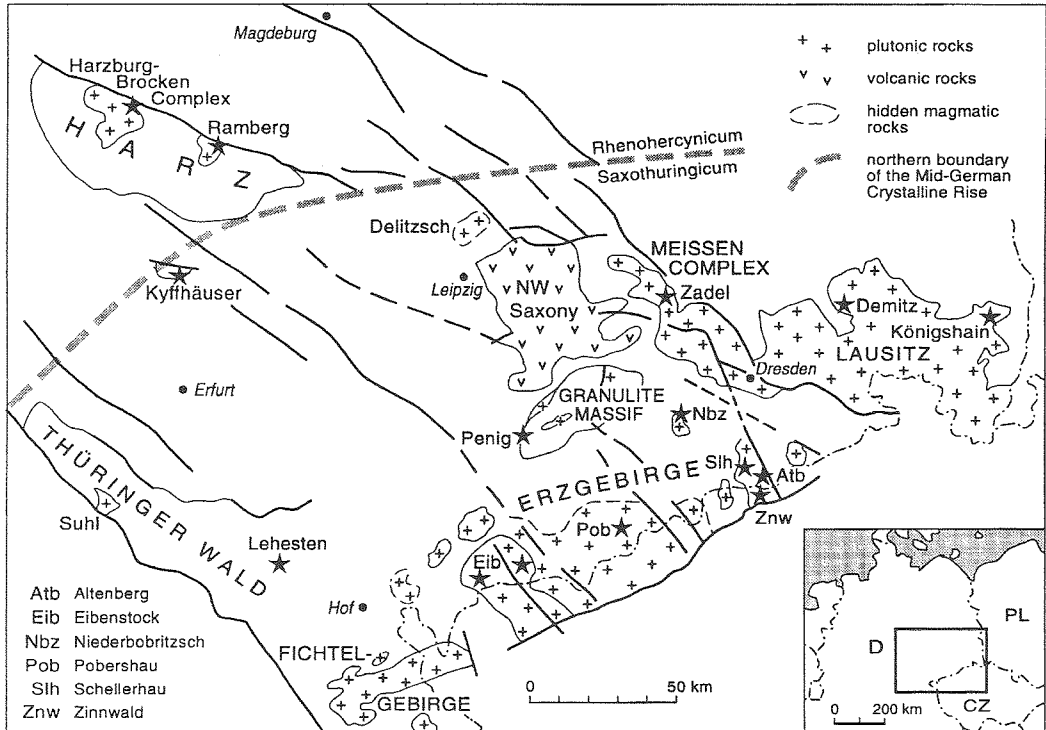 Magdeburg
Harzburg-
Brocken
Complex
Ramberg
H A R Z
plutonic rocks
volcanic rocks
hidden magmatic
rocks
northern boundary
of the Mid-German
Crystalline Rise
Rhenohercynicum
Saxothuringicum
Delitzsch
Leipzig
NW
Saxony
MEISSEN
COMPLEX
Zadel
Demitz
Königshain
LAUSITZ
Dresden
Kyffhäuser
Erfurt
GRANULITE
MASSIF
Penig
Nbz
Slh
Atb
Znw
ERZGEBIRGE
Pob
Eib
THÜRINGER WALD
Suhl
Lehesten
Hof
FICHTEL-
GEBIRGE
Atb Altenberg
Eib Eibenstock
Nbz Niederbobritzsch
Pob Pobershau
Slh Schellerhau
Znw Zinnwald
0 50 km
D
PL
CZ
0 200 km